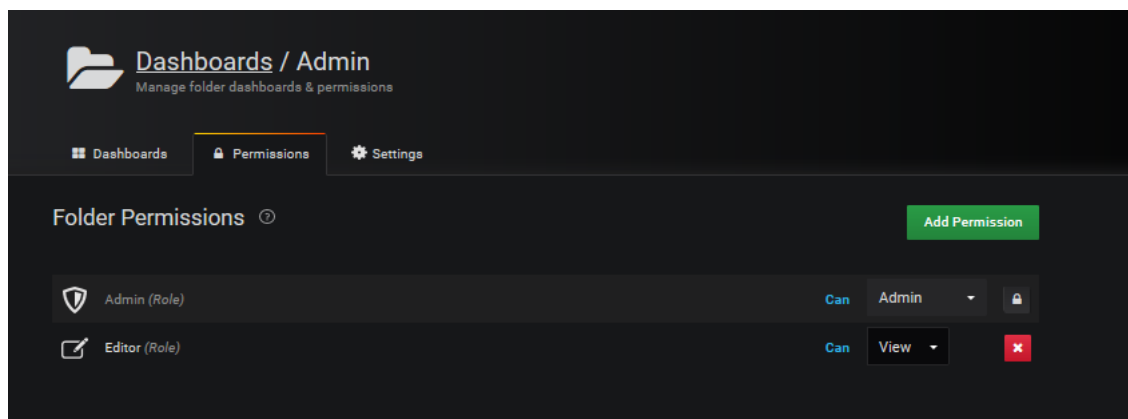 Dashboards / Admin
Manage folder dashboards & permissions
Dashboards Permissions Settings
Folder Permissions ?
Add Permission
Admin (Role) Can Admin
Editor (Role) Can View